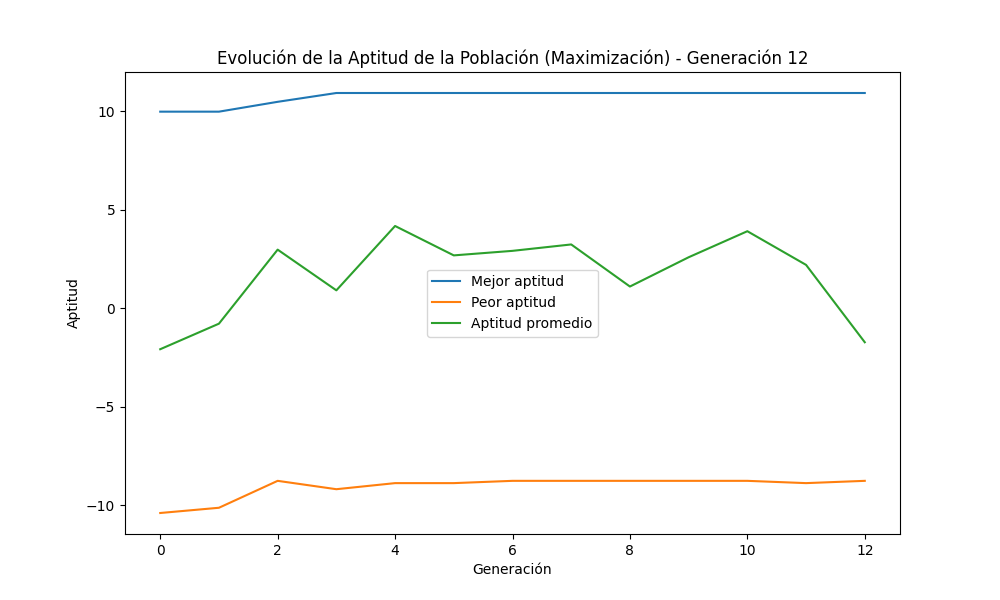 Evolución de la Aptitud de la Población (Maximización) - Generación 12
10
5
0
−5
−10
Aptitud
Mejor aptitud
Peor aptitud
Aptitud promedio
0 2 4 6 8 10 12
Generación